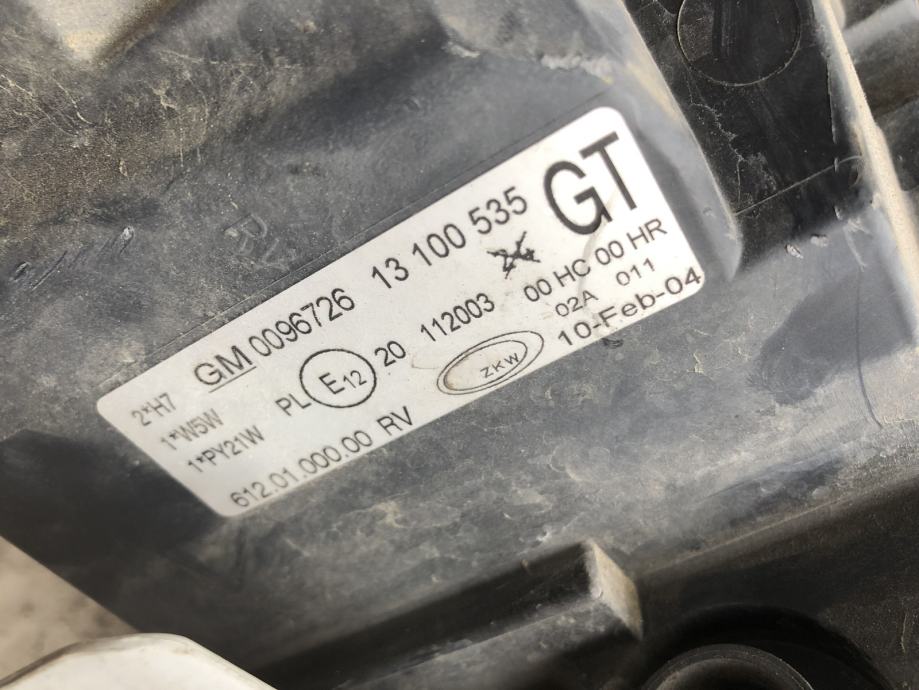 GM 0096726 13 100 535 GT
2*H7
1*W5W
1*PY21W
PL E12 20 112003 00 HC 00 HR
02A 011
ZKW
10-Feb-04
612.01.000.00 RV